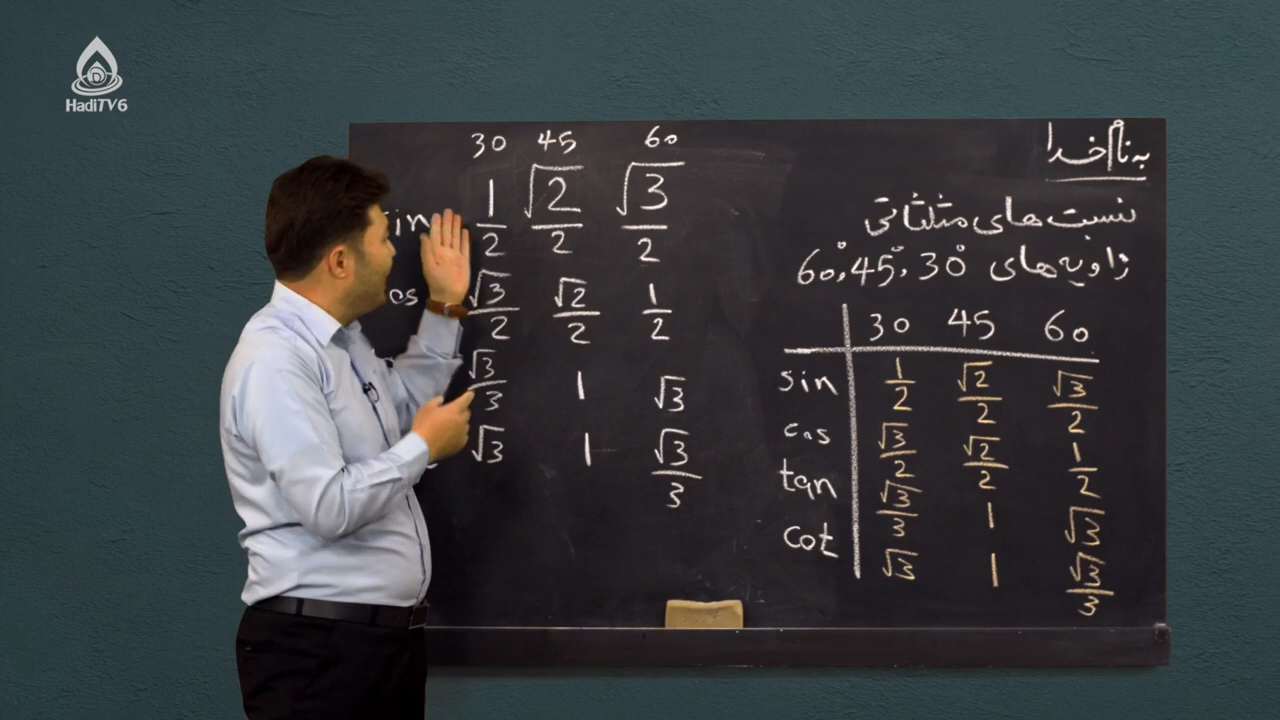 HadiTV6
به نام خدا
نسبت های مثلثاتی
زاویه های 30°، 45°، 60°
30 45 60
sin 1/2 √2/2 √3/2
cos √3/2 √2/2 1/2
tan √3/3 1 √3
cot √3 1 √3/3
30 45 60
in 1/2 √2/2 √3/2
os √3/2 √2/2 1/2
√3/3 1 √3
√3 1 √3/3